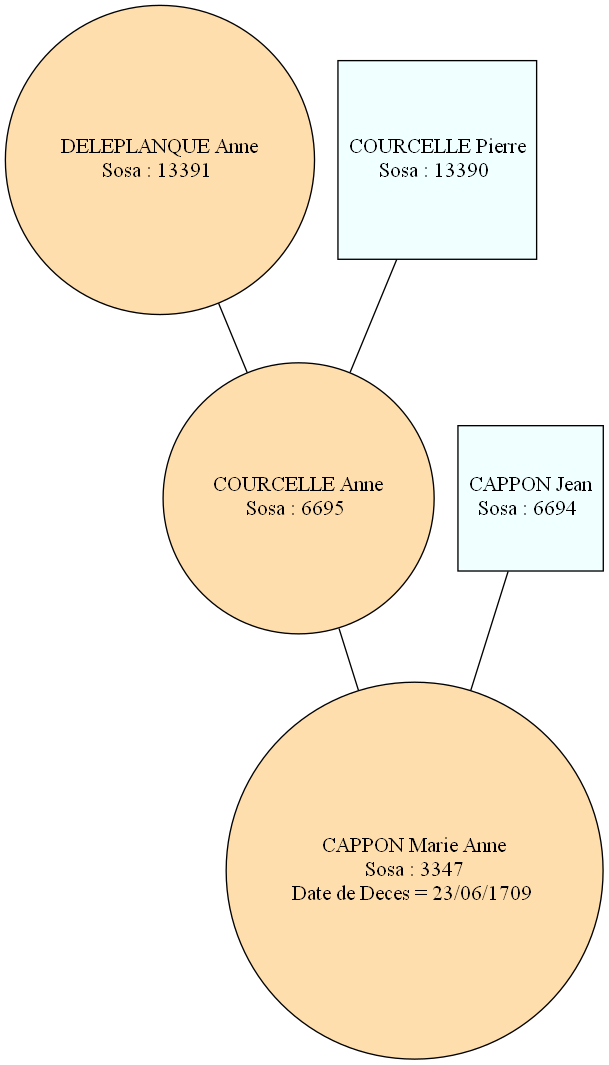 DELEPLANQUE Anne
Sosa : 13391
COURCELLE Pierre
Sosa : 13390
COURCELLE Anne
Sosa : 6695
CAPPON Jean
Sosa : 6694
CAPPON Marie Anne
Sosa : 3347
Date de Deces = 23/06/1709